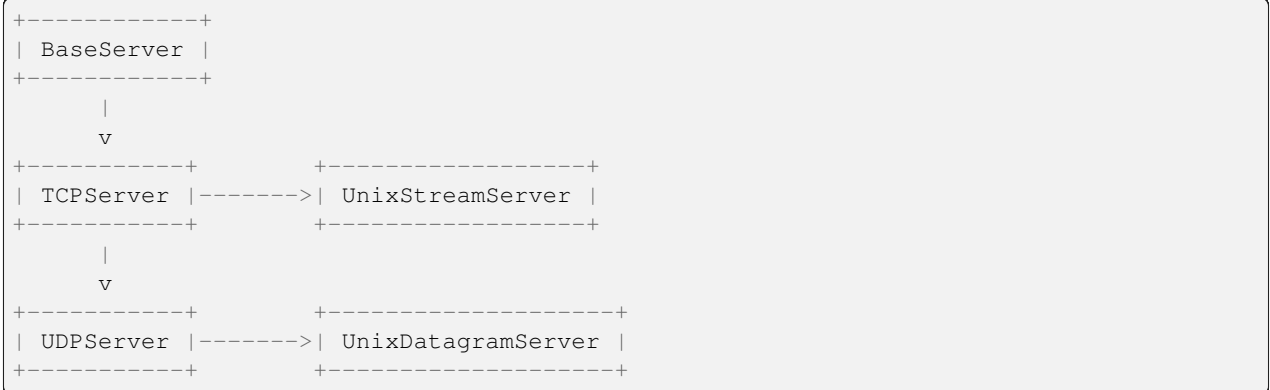 +------------+
| BaseServer |
+------------+
      |
      v
+-----------+        +------------------+
| TCPServer |------->| UnixStreamServer |
+-----------+        +------------------+
      |
      v
+-----------+        +--------------------+
| UDPServer |------->| UnixDatagramServer |
+-----------+        +--------------------+